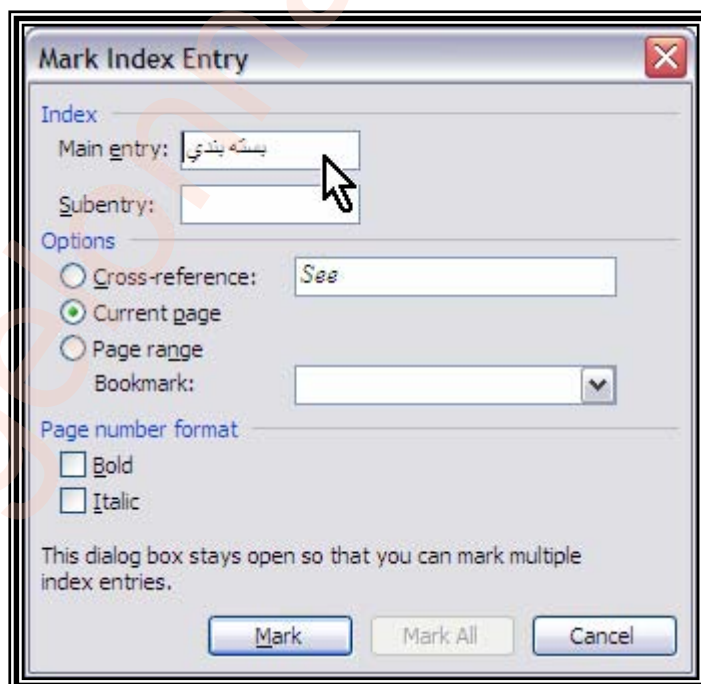 Mark Index Entry
Index
Main entry: بسته بندي
Subentry:
Options
Cross-reference: See
Current page
Page range
Bookmark:
Page number format
Bold
Italic
This dialog box stays open so that you can mark multiple
index entries.
Mark Mark All Cancel